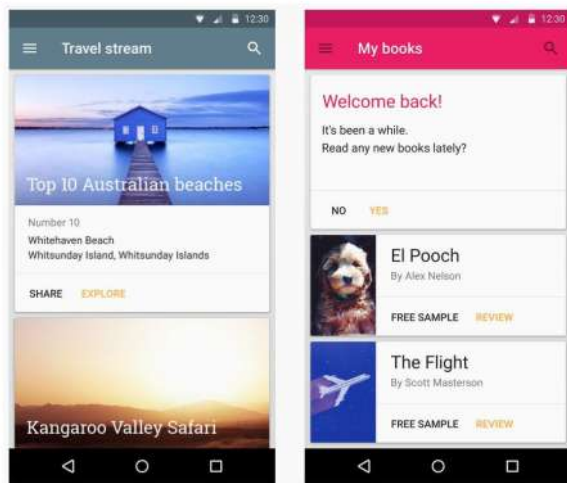 12:30
Travel stream
Top 10 Australian beaches
Number 10
Whitehaven Beach
Whitsunday Island, Whitsunday Islands
SHARE EXPLORE
Kangaroo Valley Safari
12:30
My books
Welcome back!
It's been a while.
Read any new books lately?
NO YES
El Pooch
By Alex Nelson
FREE SAMPLE REVIEW
The Flight
By Scott Masterson
FREE SAMPLE REVIEW